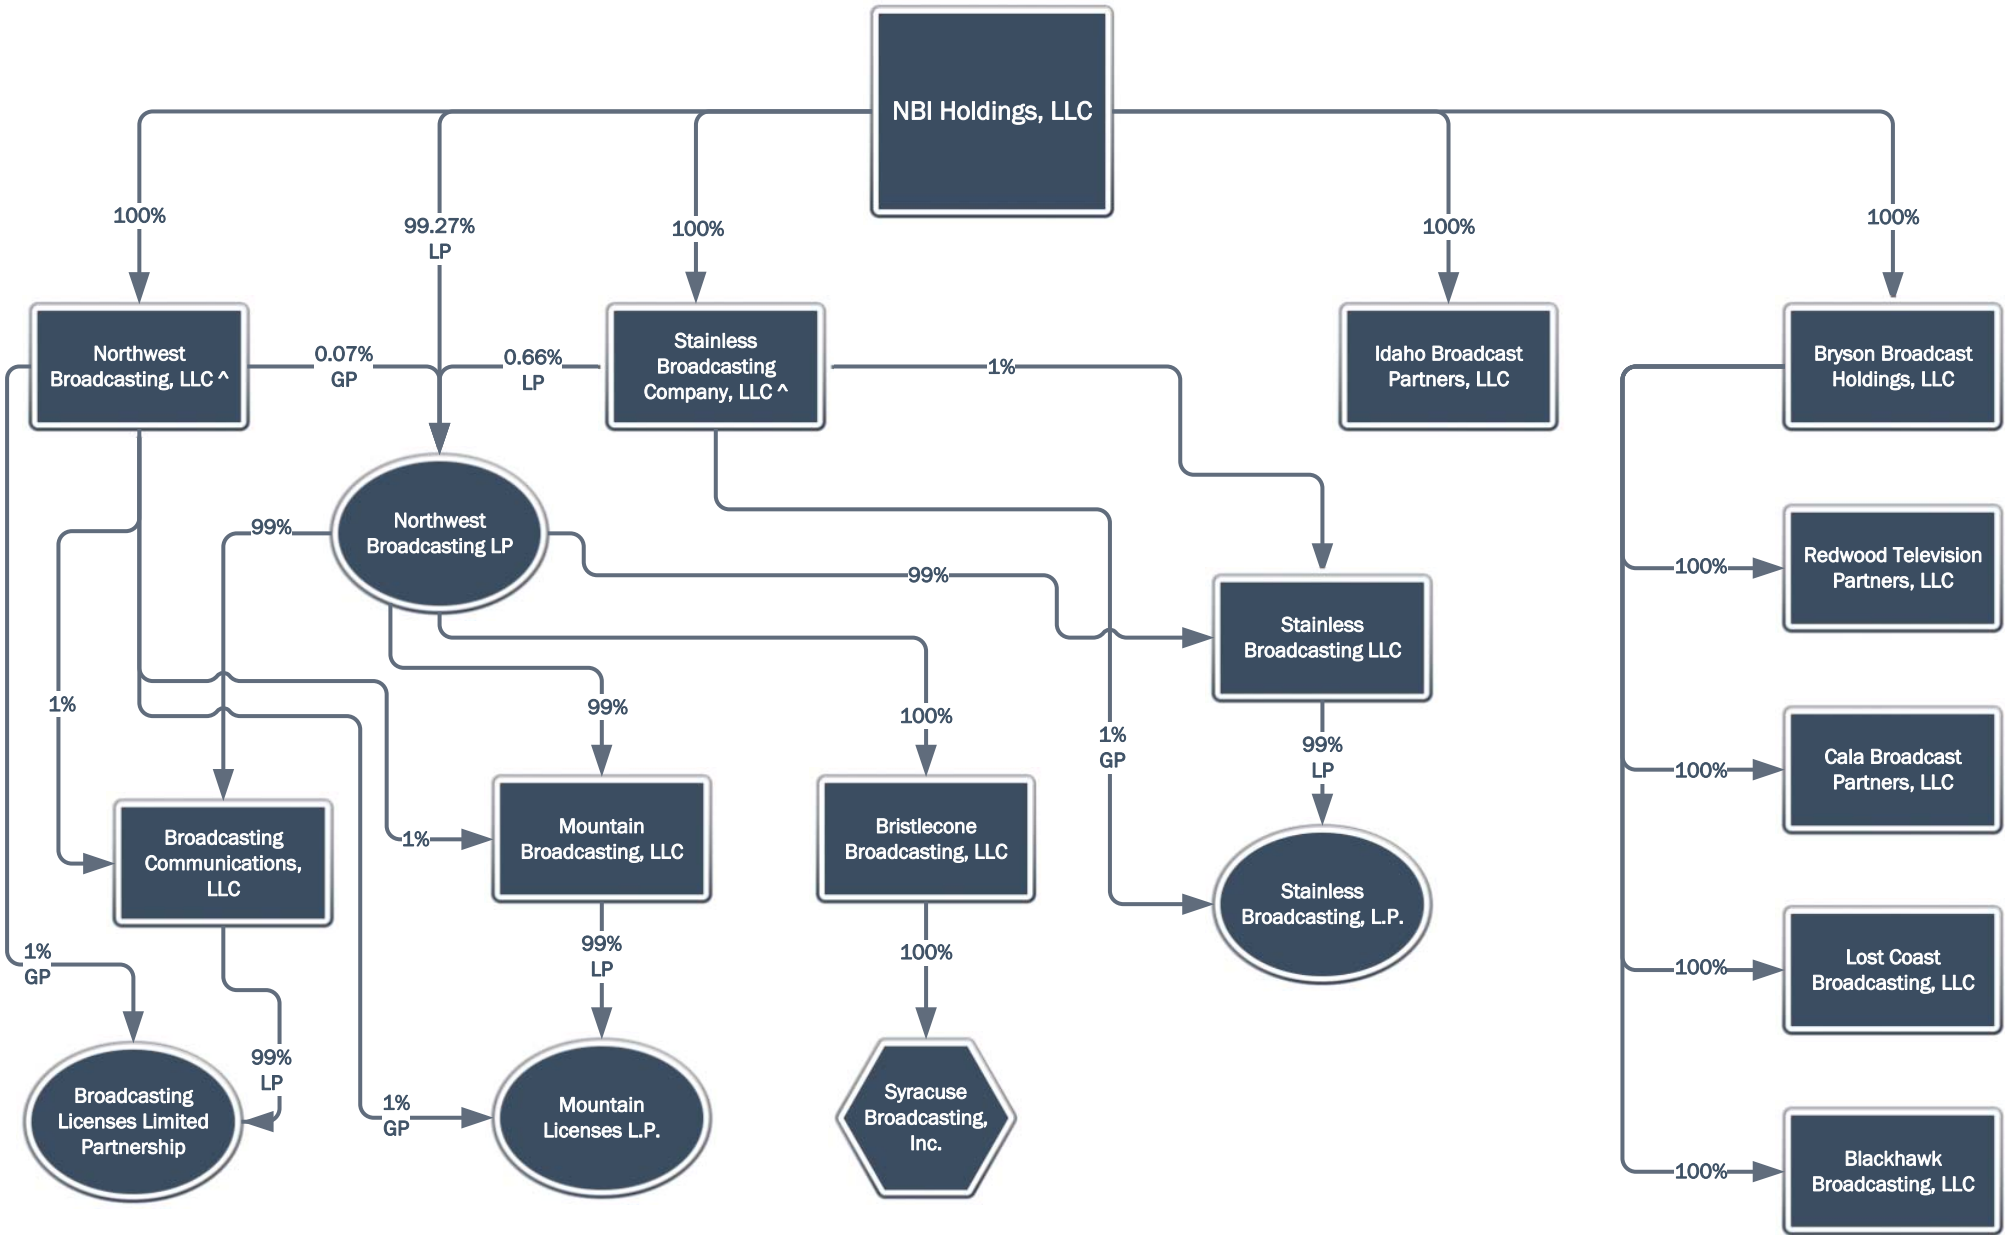 NBI Holdings, LLC
100%
99.27%
LP
100%
100%
100%
Northwest
Broadcasting, LLC ^
0.07%
GP
0.66%
LP
Stainless
Broadcasting
Company, LLC ^
1%
Idaho Broadcast
Partners, LLC
Bryson Broadcast
Holdings, LLC
Northwest
Broadcasting LP
99%
99%
100%
Redwood Television
Partners, LLC
Stainless
Broadcasting LLC
1%
99%
100%
1%
GP
99%
LP
100%
Cala Broadcast
Partners, LLC
Broadcasting
Communications,
LLC
1%
Mountain
Broadcasting, LLC
Bristlecone
Broadcasting, LLC
Stainless
Broadcasting, L.P.
1%
GP
99%
LP
100%
100%
Lost Coast
Broadcasting, LLC
99%
LP
Broadcasting
Licenses Limited
Partnership
1%
GP
Mountain
Licenses L.P.
Syracuse
Broadcasting,
Inc.
100%
Blackhawk
Broadcasting, LLC